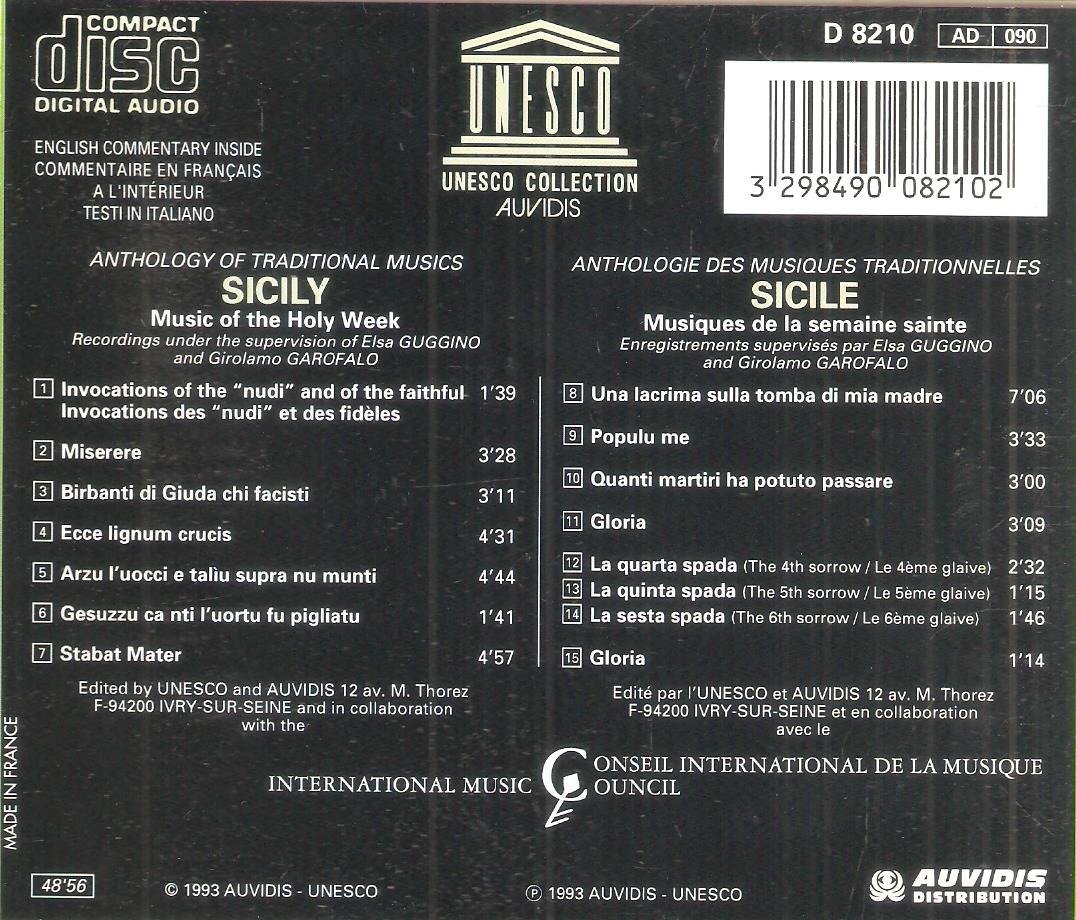 COMPACT
disc
DIGITAL AUDIO
ENGLISH COMMENTARY INSIDE
COMMENTAIRE EN FRANÇAIS
A L'INTÉRIEUR
TESTI IN ITALIANO
UNESCO
UNESCO COLLECTION
AUVIDIS
D 8210 AD 090
3 298490 082102
ANTHOLOGY OF TRADITIONAL MUSICS
SICILY
Music of the Holy Week
Recordings under the supervision of Elsa GUGGINO
and Girolamo GAROFALO
1 Invocations of the “nudi” and of the faithful 1’39
Invocations des “nudi” et des fidèles
2 Miserere 3’28
3 Birbanti di Giuda chi facisti 3’11
4 Ecce lignum crucis 4’31
5 Arzu l’uocci e talìu supra nu munti 4’44
6 Gesuzzu ca nti l’uortu fu pigliatu 1’41
7 Stabat Mater 4’57
Edited by UNESCO and AUVIDIS 12 av. M. Thorez
F-94200 IVRY-SUR-SEINE and in collaboration
with the
ANTHOLOGIE DES MUSIQUES TRADITIONNELLES
SICILE
Musiques de la semaine sainte
Enregistrements supervisés par Elsa GUGGINO
and Girolamo GAROFALO
8 Una lacrima sulla tomba di mia madre 7’06
9 Populu me 3’33
10 Quanti martiri ha potuto passare 3’00
11 Gloria 3’09
12 La quarta spada (The 4th sorrow / Le 4ème glaive) 2’32
13 La quinta spada (The 5th sorrow / Le 5ème glaive) 1’15
14 La sesta spada (The 6th sorrow / Le 6ème glaive) 1’46
15 Gloria 1’14
Edité par l’UNESCO et AUVIDIS 12 av. M. Thorez
F-94200 IVRY-SUR-SEINE et en collaboration
avec le
INTERNATIONAL MUSIC CONSEIL INTERNATIONAL DE LA MUSIQUE
OUNCIL
MADE IN FRANCE
48'56
© 1993 AUVIDIS - UNESCO
℗ 1993 AUVIDIS - UNESCO
AUVIDIS
DISTRIBUTION